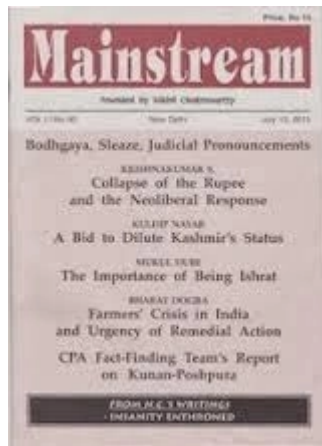 Price, Rs 15
Mainstream
Founded by Nikhil Chakravartty
New Delhi
July 13, 2013
Bodhgaya, Sleaze, Judicial Pronouncements
KRISHNAKUMAR S.
Collapse of the Rupee
and the Neoliberal Response
KULDIP NAYAR
A Bid to Dilute Kashmir's Status
MUKUL DUBE
The Importance of Being Ishrat
BHARAT DOGRA
Farmers' Crisis in India
and Urgency of Remedial Action
CPA Fact-Finding Team's Report
on Kunan-Poshpura
FROM N.C.'S WRITINGS
- INSANITY ENTHRONED